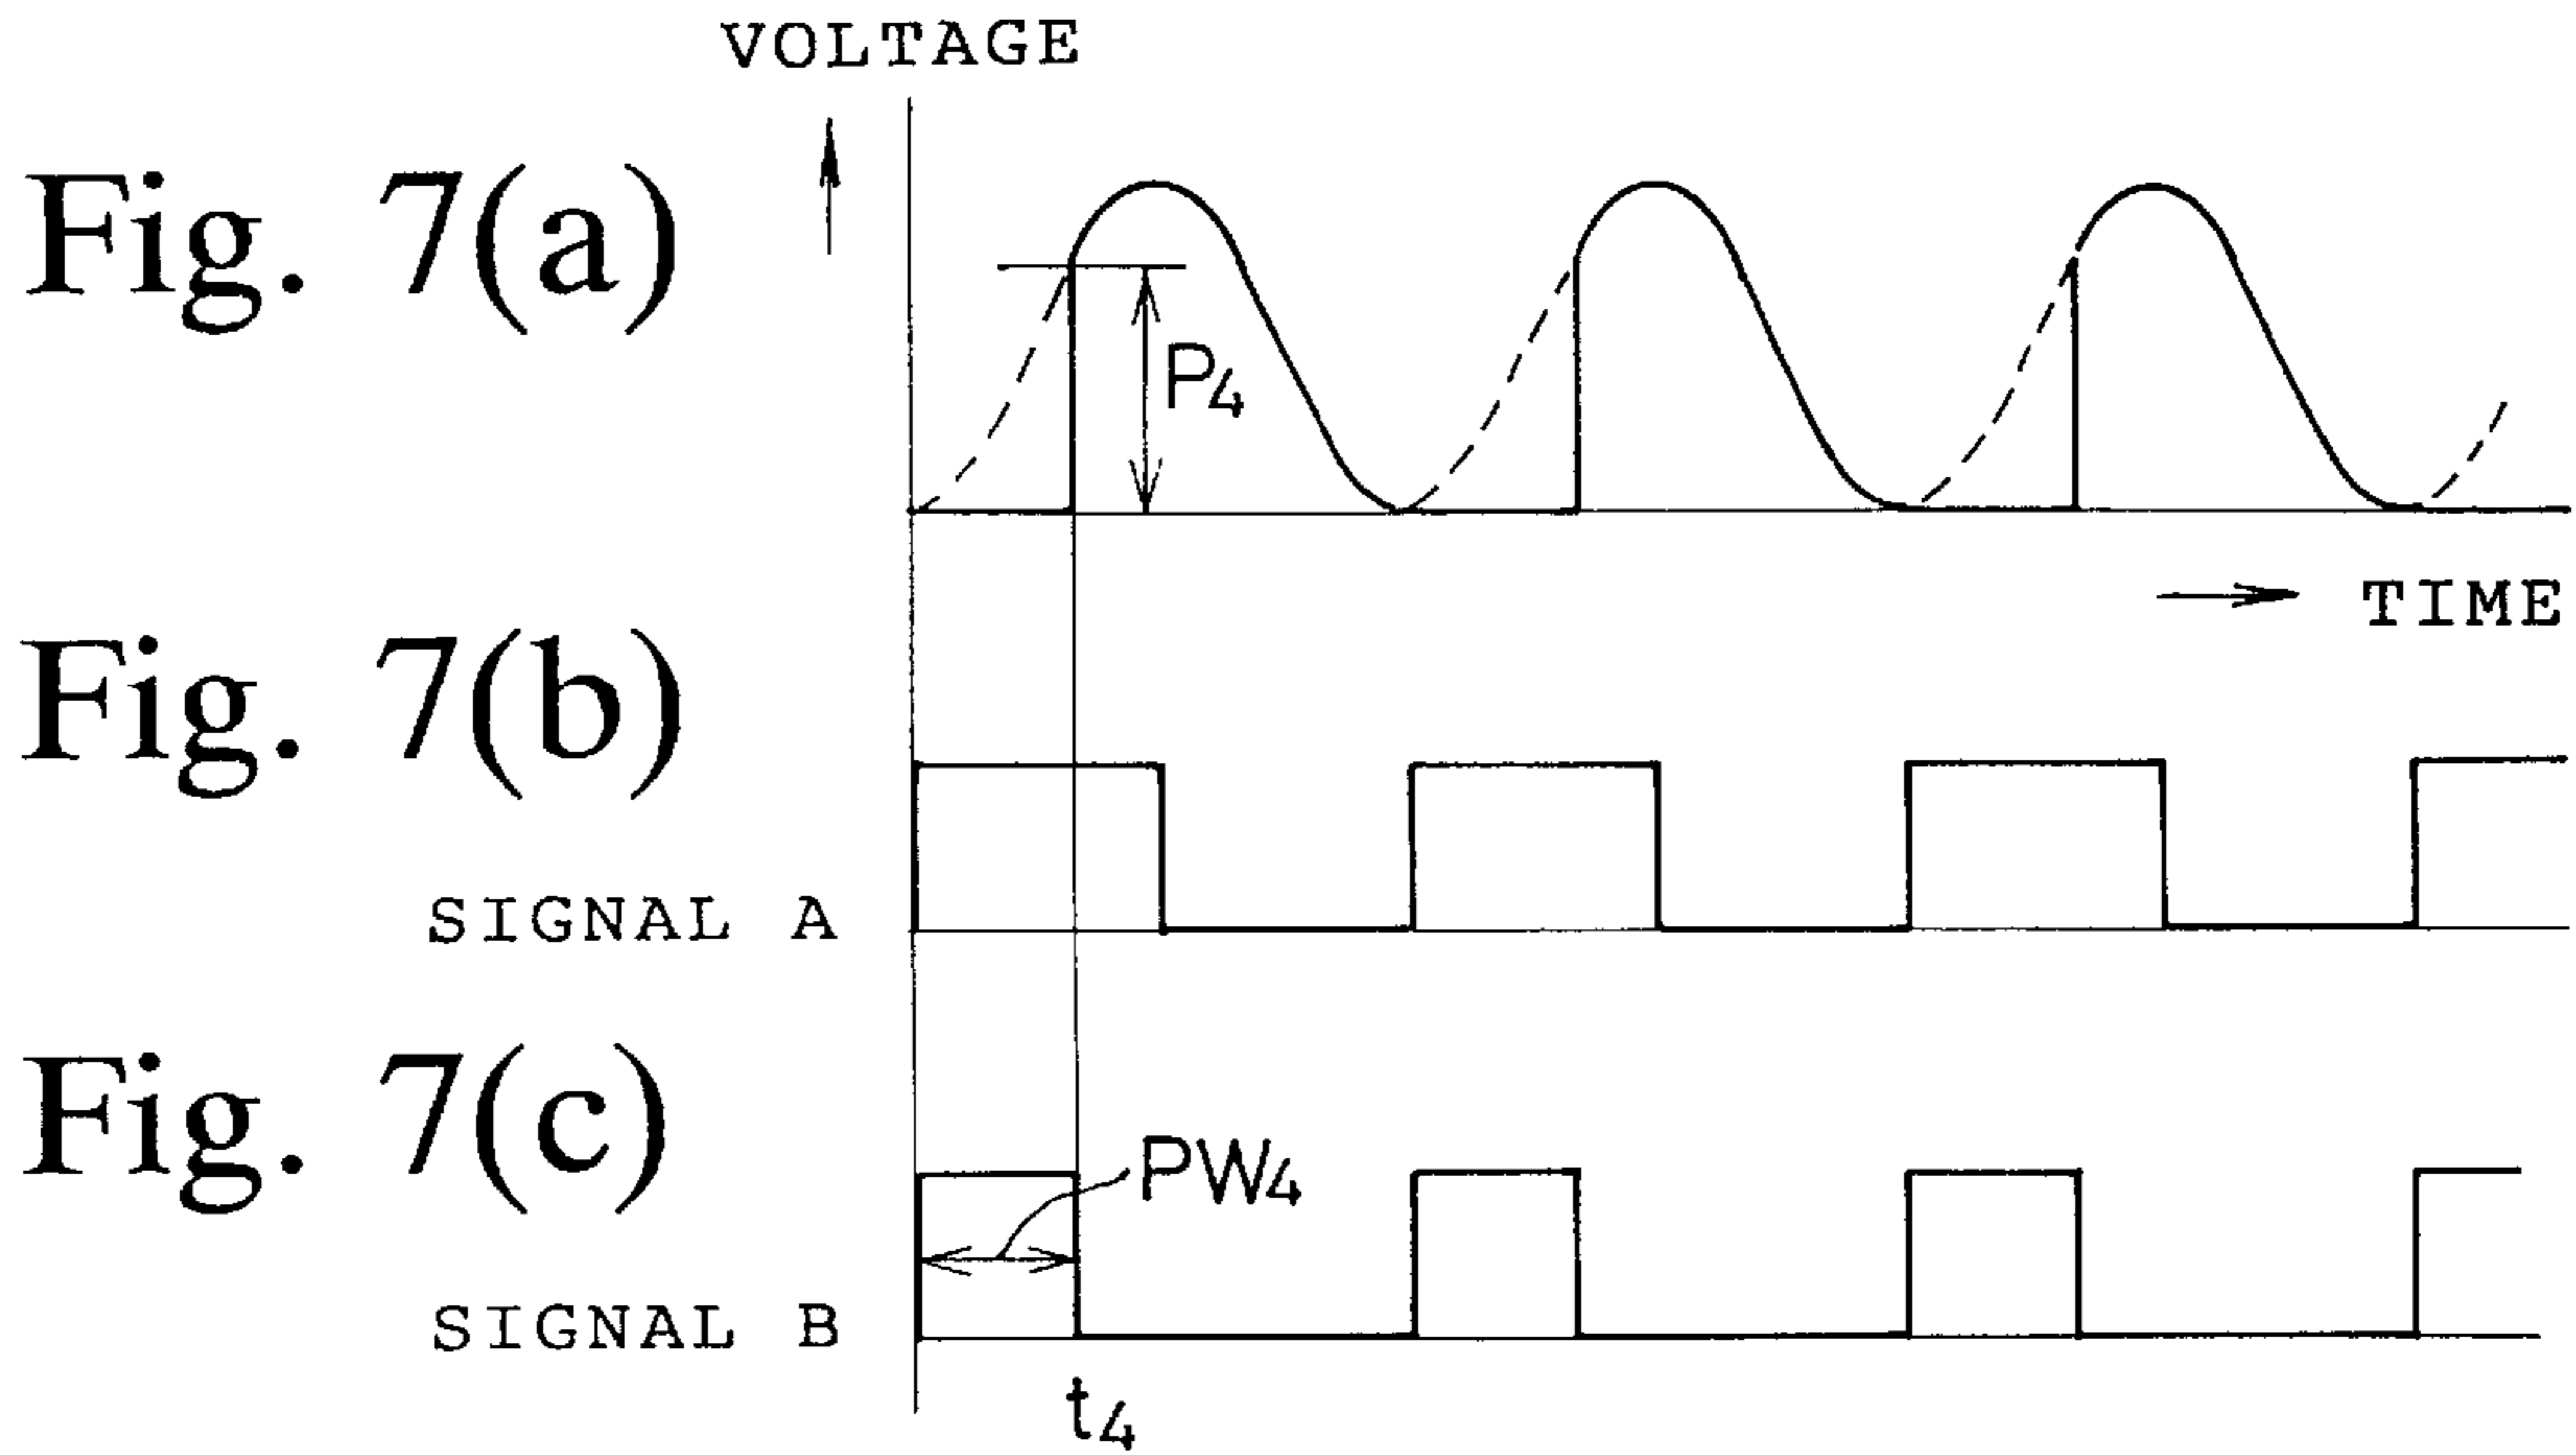 VOLTAGE
Fig. 7(a)
P4
TIME
Fig. 7(b)
SIGNAL A
Fig. 7(c)
PW4
SIGNAL B
t4